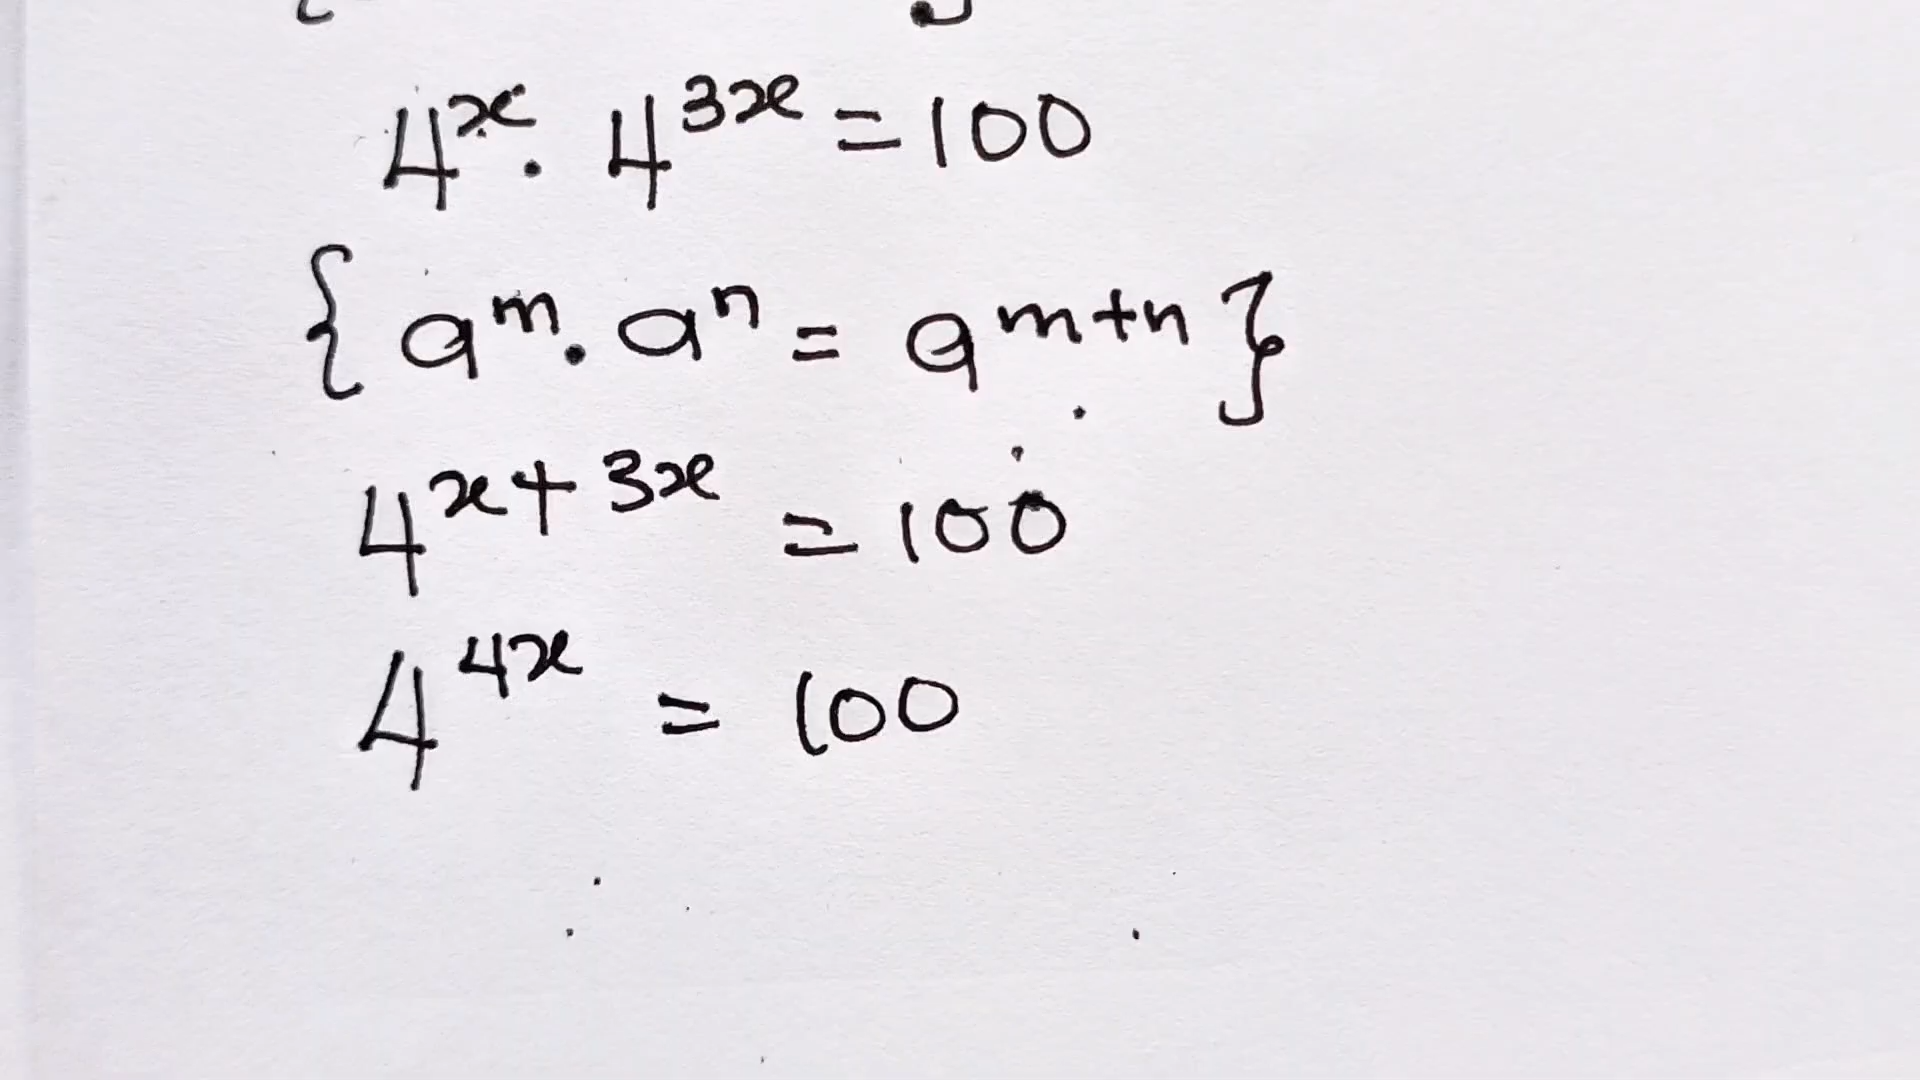 4^x · 4^{3x} = 100
{ a^m · a^n = a^{m+n} }
4^{x+3x} = 100
4^{4x} = 100